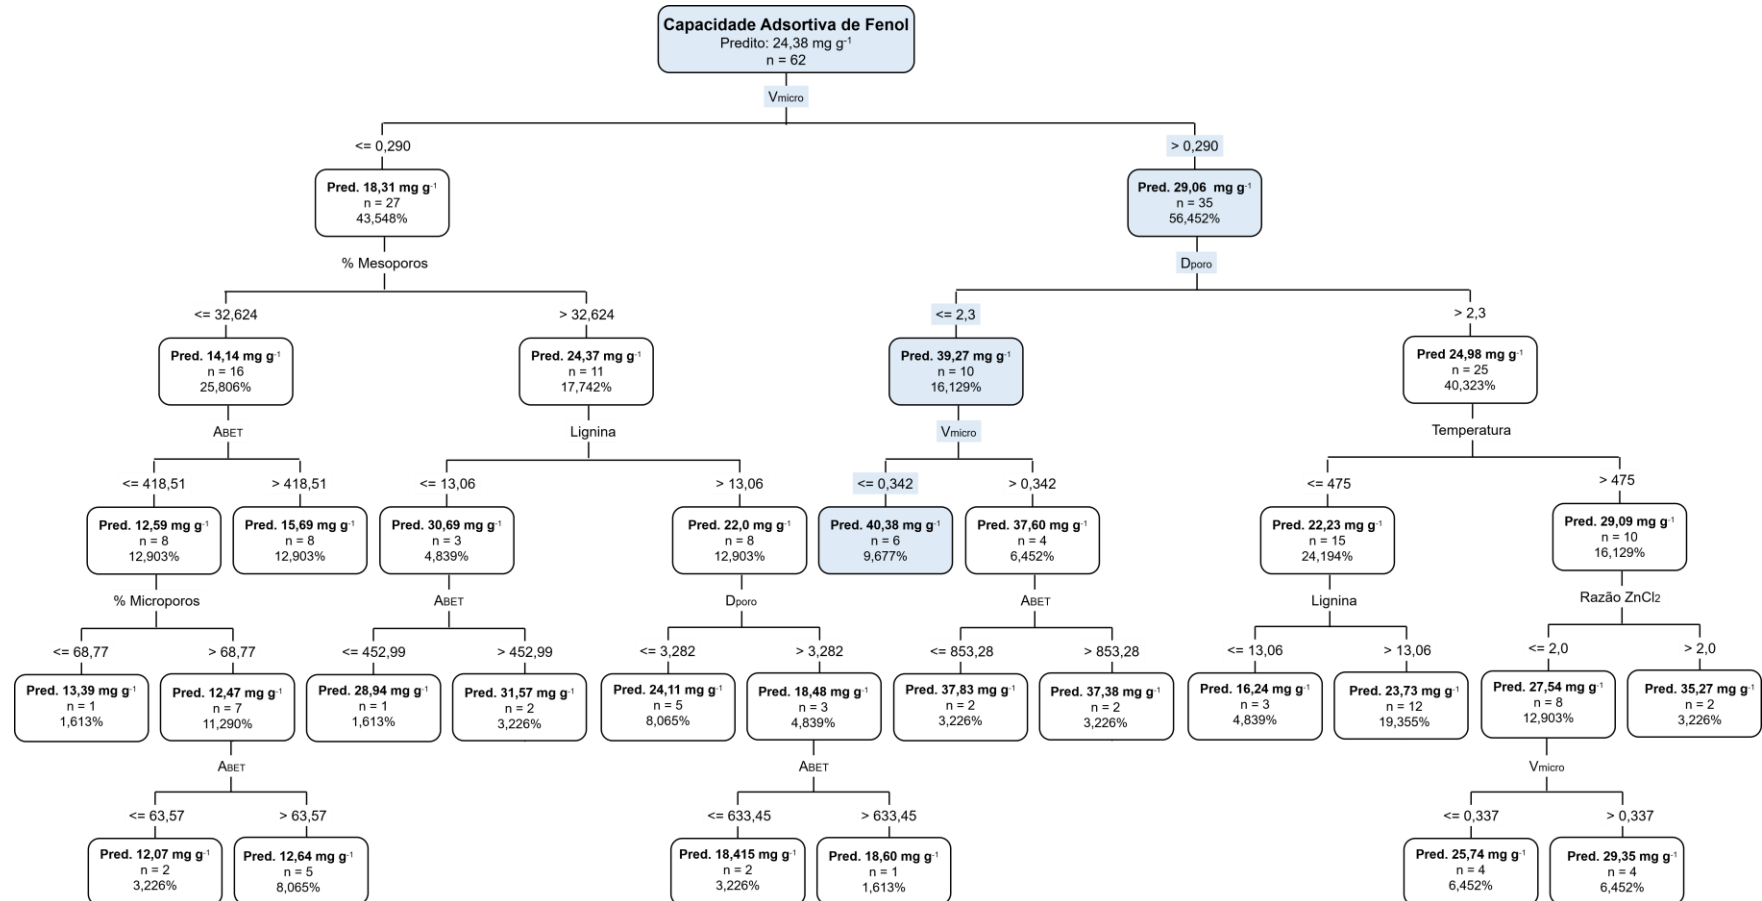 Capacidade Adsortiva de Fenol
Predito: 24,38 mg g-1
n = 62
Vmicro
<= 0,290
> 0,290
Pred. 18,31 mg g-1
n = 27
43,548%
Pred. 29,06 mg g-1
n = 35
56,452%
% Mesoporos
Dporo
<= 32,624
> 32,624
<= 2,3
> 2,3
Pred. 14,14 mg g-1
n = 16
25,806%
Pred. 24,37 mg g-1
n = 11
17,742%
Pred. 39,27 mg g-1
n = 10
16,129%
Pred 24,98 mg g-1
n = 25
40,323%
ABET
Lignina
Vmicro
Temperatura
<= 418,51
> 418,51
<= 13,06
> 13,06
<= 0,342
> 0,342
<= 475
> 475
Pred. 12,59 mg g-1
n = 8
12,903%
Pred. 15,69 mg g-1
n = 8
12,903%
Pred. 30,69 mg g-1
n = 3
4,839%
Pred. 22,0 mg g-1
n = 8
12,903%
Pred. 40,38 mg g-1
n = 6
9,677%
Pred. 37,60 mg g-1
n = 4
6,452%
Pred. 22,23 mg g-1
n = 15
24,194%
Pred. 29,09 mg g-1
n = 10
16,129%
% Microporos
ABET
Dporo
ABET
Lignina
Razão ZnCl2
<= 68,77
> 68,77
<= 452,99
> 452,99
<= 3,282
> 3,282
<= 853,28
> 853,28
<= 13,06
> 13,06
<= 2,0
> 2,0
Pred. 13,39 mg g-1
n = 1
1,613%
Pred. 12,47 mg g-1
n = 7
11,290%
Pred. 28,94 mg g-1
n = 1
1,613%
Pred. 31,57 mg g-1
n = 2
3,226%
Pred. 24,11 mg g-1
n = 5
8,065%
Pred. 18,48 mg g-1
n = 3
4,839%
Pred. 37,83 mg g-1
n = 2
3,226%
Pred. 37,38 mg g-1
n = 2
3,226%
Pred. 16,24 mg g-1
n = 3
4,839%
Pred. 23,73 mg g-1
n = 12
19,355%
Pred. 27,54 mg g-1
n = 8
12,903%
Pred. 35,27 mg g-1
n = 2
3,226%
ABET
ABET
Vmicro
<= 63,57
> 63,57
<= 633,45
> 633,45
<= 0,337
> 0,337
Pred. 12,07 mg g-1
n = 2
3,226%
Pred. 12,64 mg g-1
n = 5
8,065%
Pred. 18,415 mg g-1
n = 2
3,226%
Pred. 18,60 mg g-1
n = 1
1,613%
Pred. 25,74 mg g-1
n = 4
6,452%
Pred. 29,35 mg g-1
n = 4
6,452%